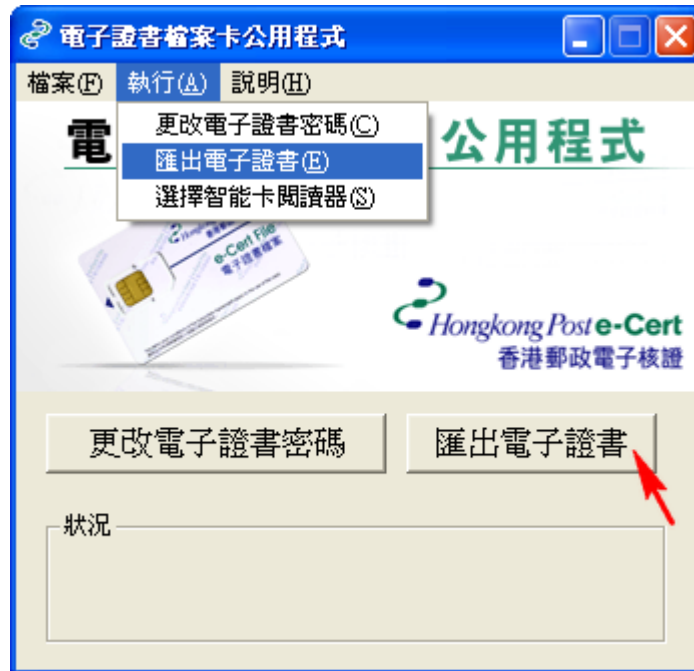 電子證書檔案卡公用程式
檔案(F) 執行(A) 說明(H)
更改電子證書密碼(C)
匯出電子證書(E)
選擇智能卡閱讀器(S)
電 公用程式
e-Cert File
電子證書檔案
Hongkong Post e-Cert
香港郵政電子核證
更改電子證書密碼 匯出電子證書
狀況